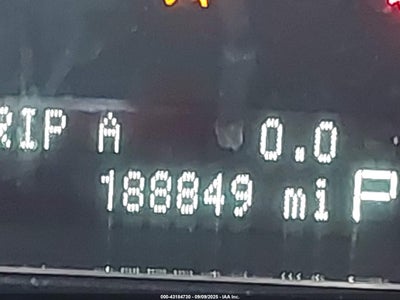 RIP A 0.0
188849 mi P
000-43184730 - 09/09/2025 - IAA Inc.